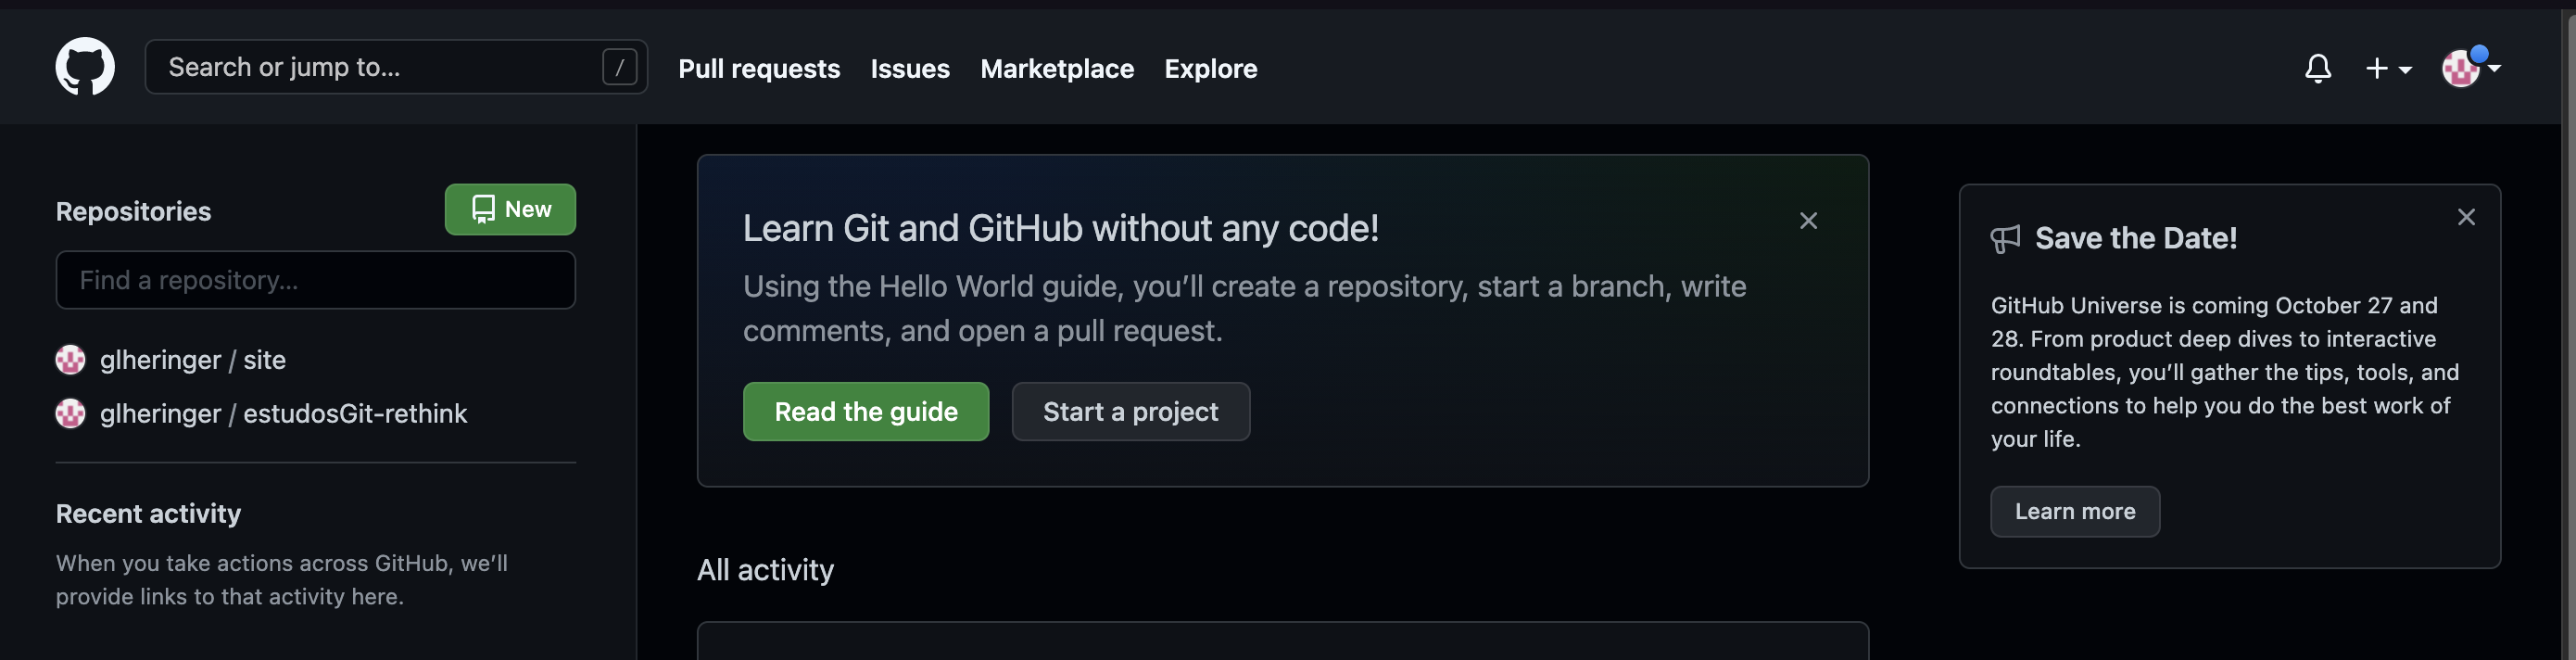 Search or jump to...
/
Pull requests
Issues
Marketplace
Explore
Repositories
New
Find a repository...
glheringer / site
glheringer / estudosGit-rethink
Recent activity
When you take actions across GitHub, we’ll
provide links to that activity here.
Learn Git and GitHub without any code!
Using the Hello World guide, you’ll create a repository, start a branch, write
comments, and open a pull request.
Read the guide
Start a project
All activity
Save the Date!
GitHub Universe is coming October 27 and
28. From product deep dives to interactive
roundtables, you’ll gather the tips, tools, and
connections to help you do the best work of
your life.
Learn more